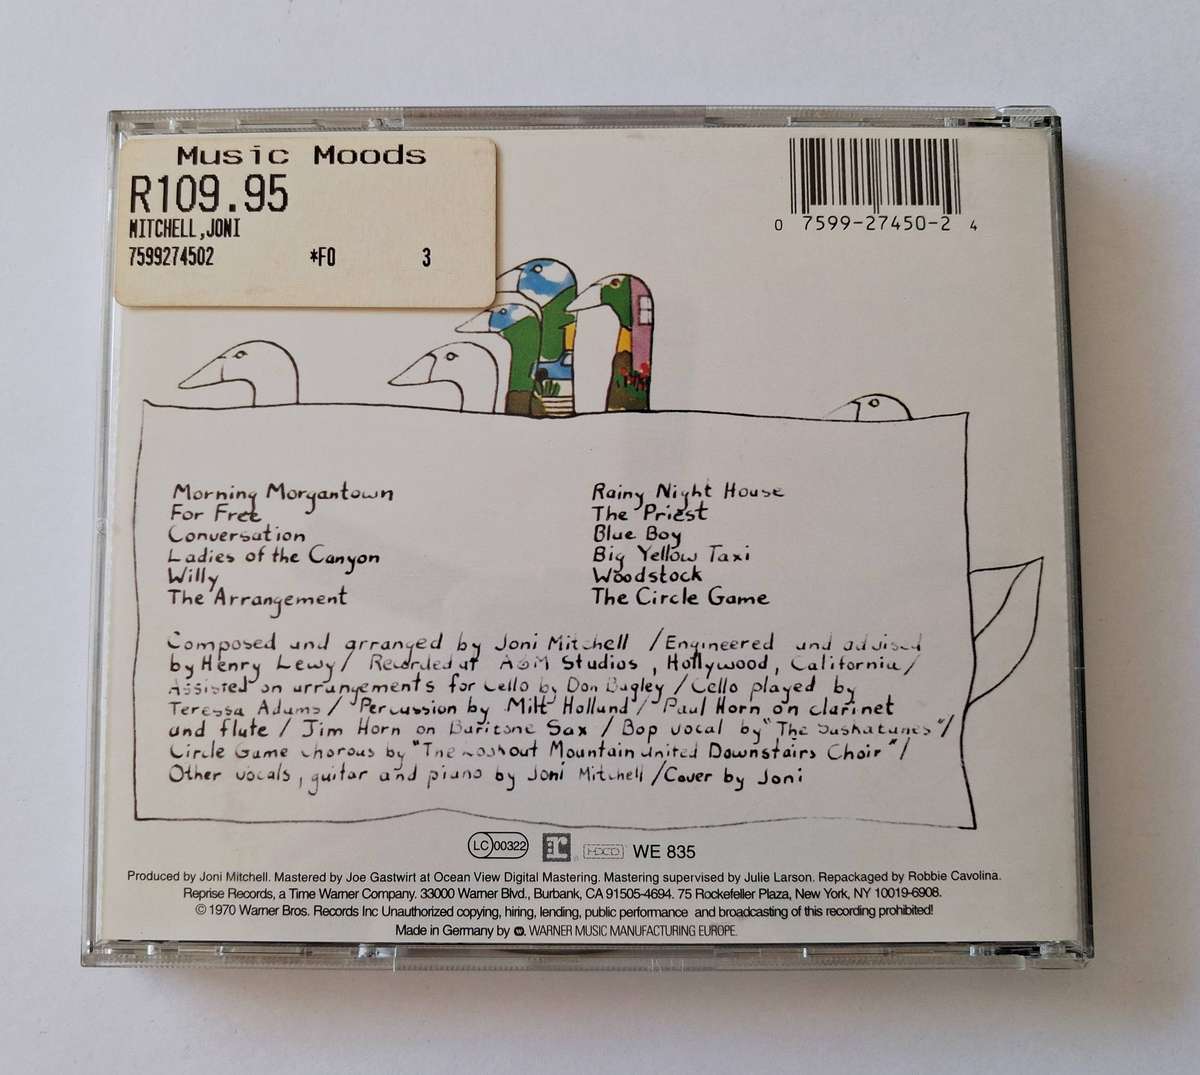 Music Moods
R109.95
MITCHELL,JONI
7599274502 *F0 3
0 7599-27450-2 4
Morning Morgantown
For Free
Conversation
Ladies of the Canyon
Willy
The Arrangement
Rainy Night House
The Priest
Blue Boy
Big Yellow Taxi
Woodstock
The Circle Game
Composed and arranged by Joni Mitchell / Engineered and advised
by Henry Lewy / Recorded at A&M Studios, Hollywood, California /
Assisted on arrangements for Cello by Don Bagley / Cello played by
Teressa Adams / Percussion by Milt Holland / Paul Horn on clarinet
and flute / Jim Horn on Baritone Sax / Bop vocal by "The Saskatunes" /
Circle Game chorous by "The Lookout Mountain United Downstairs Choir" /
Other vocals, guitar and piano by Joni Mitchell / Cover by Joni
LC 00322 r HDCD WE 835
Produced by Joni Mitchell. Mastered by Joe Gastwirt at Ocean View Digital Mastering. Mastering supervised by Julie Larson. Repackaged by Robbie Cavolina.
Reprise Records, a Time Warner Company. 33000 Warner Blvd., Burbank, CA 91505-4694. 75 Rockefeller Plaza, New York, NY 10019-6908.
© 1970 Warner Bros. Records Inc Unauthorized copying, hiring, lending, public performance and broadcasting of this recording prohibited!
Made in Germany by WARNER MUSIC MANUFACTURING EUROPE.